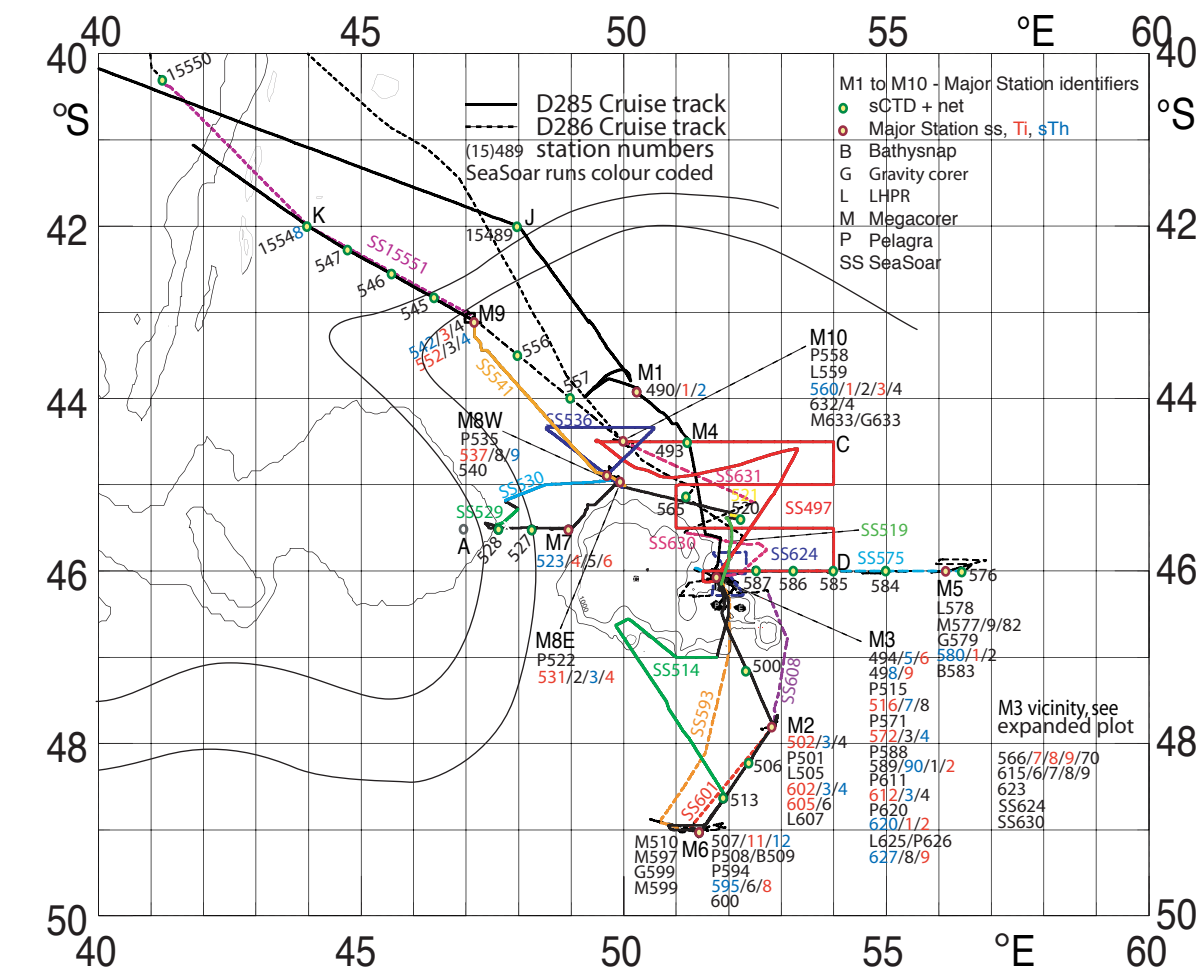 40 45 50 55 °E 60
40
°S
42
44
46
48
50
40
°S
42
44
46
48
50
40 45 50 55 °E 60
D285 Cruise track
D286 Cruise track
(15)489 station numbers
SeaSoar runs colour coded
M1 to M10 - Major Station identifiers
sCTD + net
Major Station ss, Ti, sTh
B Bathysnap
G Gravity corer
L LHPR
M Megacorer
P Pelagra
SS SeaSoar
15550
K
15548
547
SS15551
546
545
J
15489
M9
542/3/4
552/3/4
556
557
SS541
M1
490/1/2
M10
P558
L559
560/1/2/3/4
632/4
M633/G633
M8W
P535
537/8/9
540
SS536
M4
493
C
SS631
SS530
SS529
565
520
SS497
SS519
A
528
527
M7
523/4/5/6
SS630
SS624
D
SS575
587
586
585
584
576
M5
L578
M577/9/82
G579
580/1/2
B583
1000
M8E
P522
531/2/3/4
SS514
500
SS608
SS593
M3
494/5/6
498/9
P515
516/7/8
P571
572/3/4
P588
589/90/1/2
P611
612/3/4
P620
620/1/2
L625/P626
627/8/9
M3 vicinity, see
expanded plot
566/7/8/9/70
615/6/7/8/9
623
SS624
SS630
M2
502/3/4
P501
L505
602/3/4
605/6
L607
506
513
SS601
M6
M510
M597
G599
M599
507/11/12
P508/B509
P594
595/6/8
600